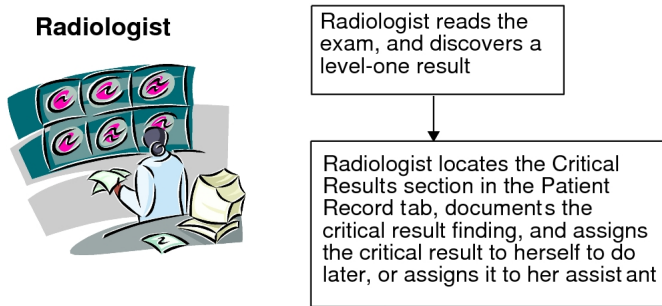 Radiologist
Radiologist reads the
exam, and discovers a
level-one result
Radiologist locates the Critical
Results section in the Patient
Record tab, documents the
critical result finding, and assigns
the critical result to herself to do
later, or assigns it to her assistant